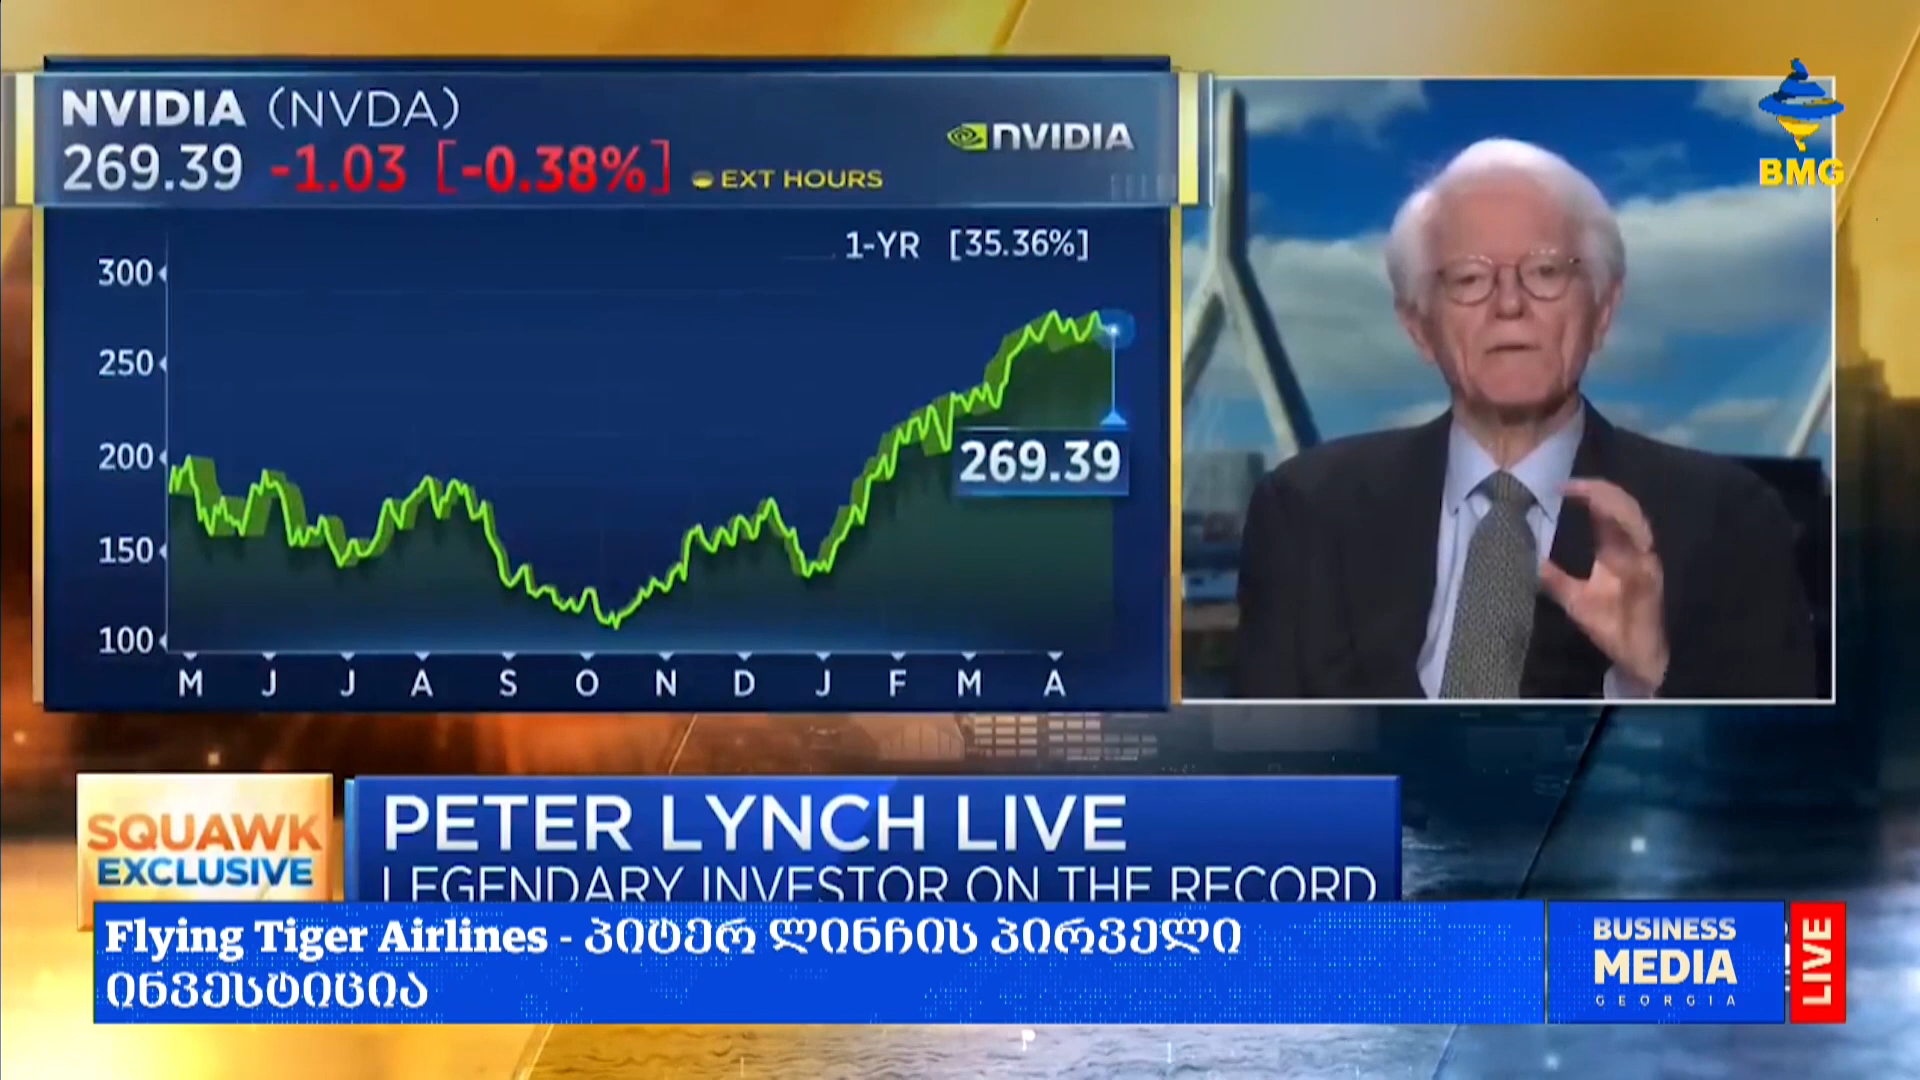 NVIDIA (NVDA)
269.39 -1.03 [-0.38%] EXT HOURS
NVIDIA
1-YR [35.36%]
300
250
200
150
100
269.39
M J J A S O N D J F M A
BMG
SQUAWK
EXCLUSIVE
PETER LYNCH LIVE
LEGENDARY INVESTOR ON THE RECORD
Flying Tiger Airlines - პიტერ ლინჩის პირველი
ინვესტიცია
BUSINESS
MEDIA
GEORGIA
LIVE